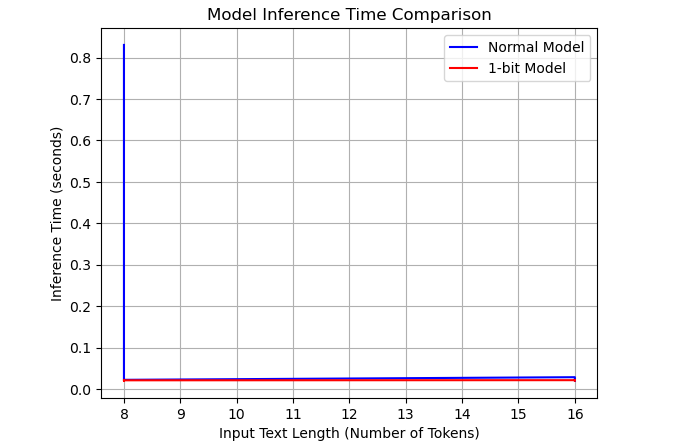 Model Inference Time Comparison
Normal Model
1-bit Model
Inference Time (seconds)
0.8
0.7
0.6
0.5
0.4
0.3
0.2
0.1
0.0
8 9 10 11 12 13 14 15 16
Input Text Length (Number of Tokens)